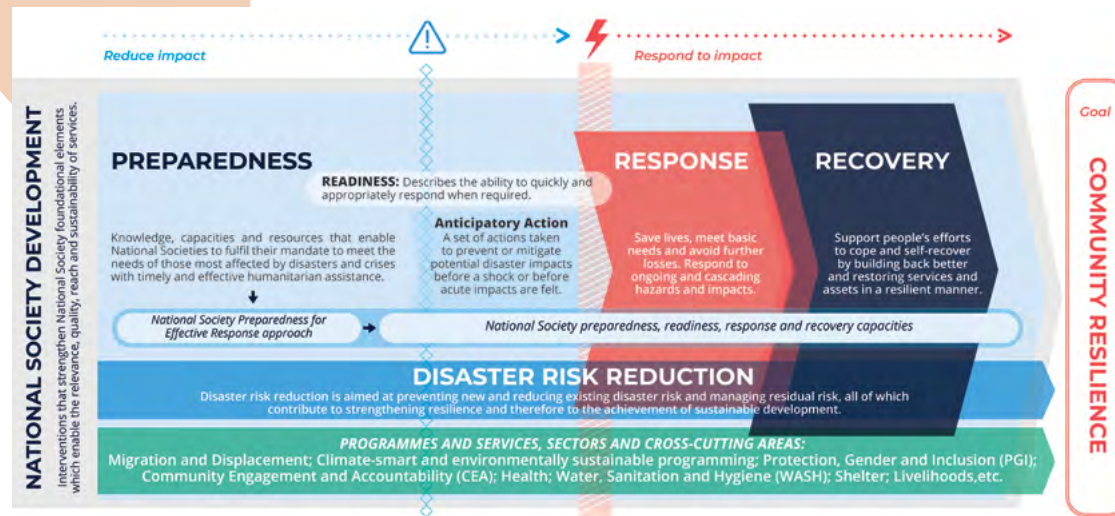 Reduce impact
Respond to impact
NATIONAL SOCIETY DEVELOPMENT
Interventions that strengthen National Society foundational elements
which enable the relevance, quality, reach and sustainability of services.
PREPAREDNESS
READINESS: Describes the ability to quickly and
appropriately respond when required.
Knowledge, capacities and resources that enable
National Societies to fulfil their mandate to meet the
needs of those most affected by disasters and crises
with timely and effective humanitarian assistance.
Anticipatory Action
A set of actions taken
to prevent or mitigate
potential disaster impacts
before a shock or before
acute impacts are felt.
RESPONSE
Save lives, meet basic
needs and avoid further
losses. Respond to
ongoing and cascading
hazards and impacts.
RECOVERY
Support people's efforts
to cope and self-recover
by building back better
and restoring services and
assets in a resilient manner.
National Society Preparedness for
Effective Response approach
National Society preparedness, readiness, response and recovery capacities
DISASTER RISK REDUCTION
Disaster risk reduction is aimed at preventing new and reducing existing disaster risk and managing residual risk, all of which
contribute to strengthening resilience and therefore to the achievement of sustainable development.
PROGRAMMES AND SERVICES, SECTORS AND CROSS-CUTTING AREAS:
Migration and Displacement; Climate-smart and environmentally sustainable programming; Protection, Gender and Inclusion (PGI);
Community Engagement and Accountability (CEA); Health; Water, Sanitation and Hygiene (WASH); Shelter; Livelihoods,etc.
Goal
COMMUNITY RESILIENCE